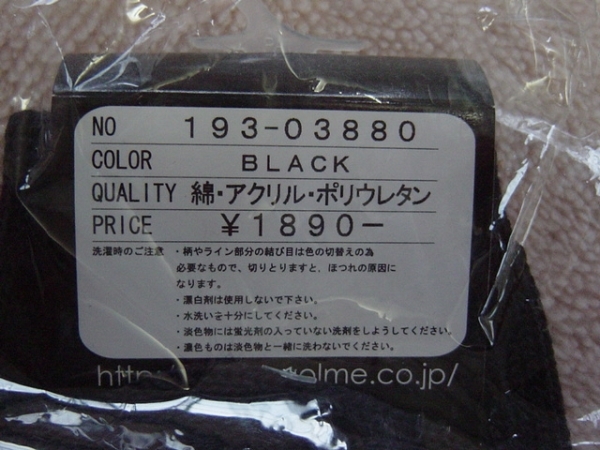 NO 193-03880
COLOR BLACK
QUALITY 綿・アクリル・ポリウレタン
PRICE ¥1890-
洗濯時のご注意 ・柄やライン部分の結び目は色の切替えの為
必要なもので、切りとりますと、ほつれの原因に
なります。
・漂白剤は使用しないで下さい。
・水洗いを十分にしてください。
・淡色物には蛍光剤の入っていない洗剤をしようしてください。
・濃色ものは淡色物と一緒に洗わないでください。
olme.co.jp/